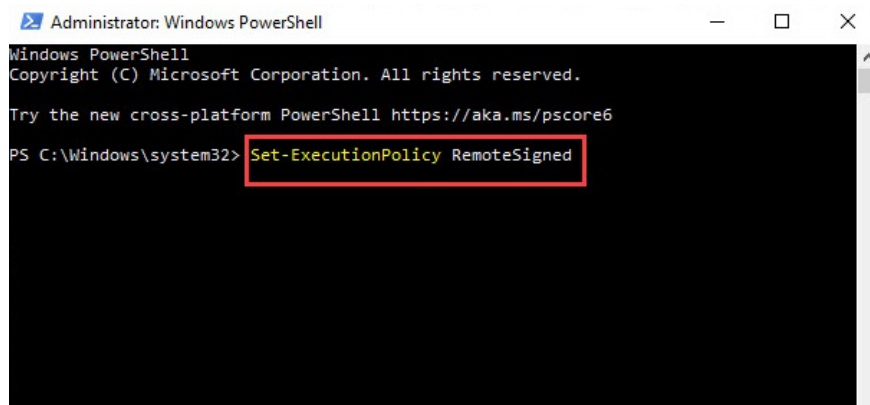 Administrator: Windows PowerShell
Windows PowerShell
Copyright (C) Microsoft Corporation. All rights reserved.
Try the new cross-platform PowerShell https://aka.ms/pscore6
PS C:\Windows\system32> Set-ExecutionPolicy RemoteSigned